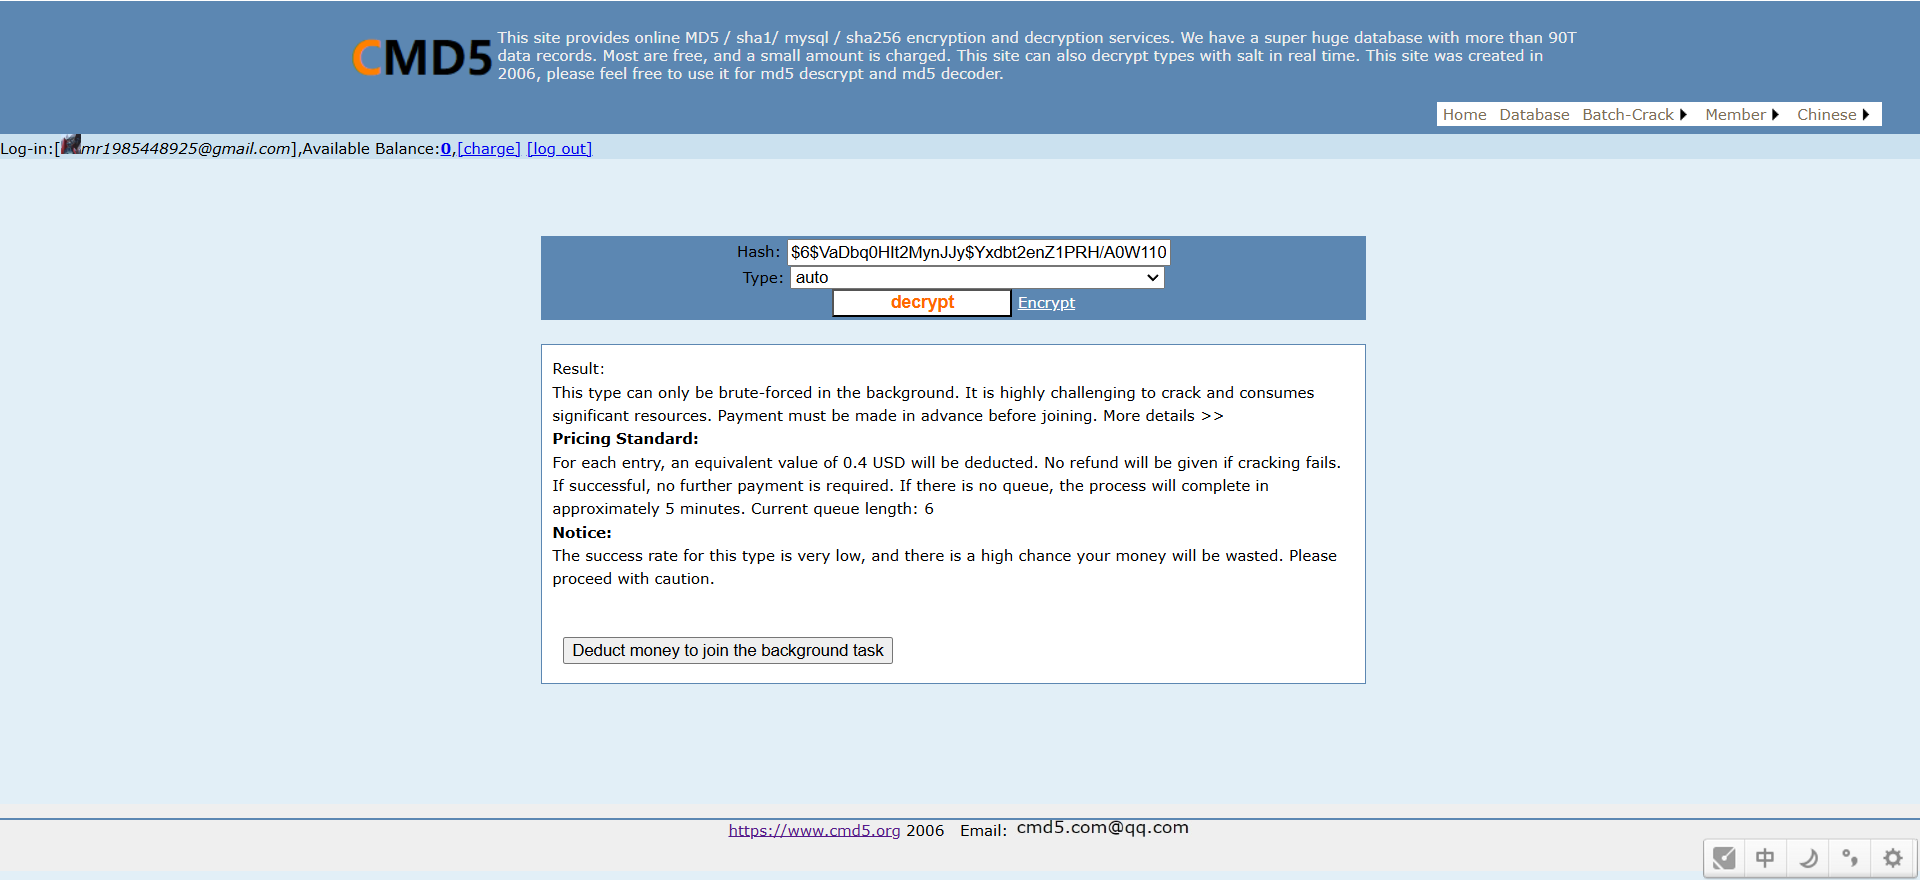 CMD5
This site provides online MD5 / sha1/ mysql / sha256 encryption and decryption services. We have a super huge database with more than 90T
data records. Most are free, and a small amount is charged. This site can also decrypt types with salt in real time. This site was created in
2006, please feel free to use it for md5 descrypt and md5 decoder.
Home Database Batch-Crack Member Chinese
Log-in:[mr1985448925@gmail.com],Available Balance:0,[charge] [log out]
Hash: $6$VaDbq0HIt2MynJJy$Yxdbt2enZ1PRH/A0W110
Type: auto
decrypt Encrypt
Result:
This type can only be brute-forced in the background. It is highly challenging to crack and consumes
significant resources. Payment must be made in advance before joining. More details >>
Pricing Standard:
For each entry, an equivalent value of 0.4 USD will be deducted. No refund will be given if cracking fails.
If successful, no further payment is required. If there is no queue, the process will complete in
approximately 5 minutes. Current queue length: 6
Notice:
The success rate for this type is very low, and there is a high chance your money will be wasted. Please
proceed with caution.
Deduct money to join the background task
https://www.cmd5.org 2006 Email: cmd5.com@qq.com
中